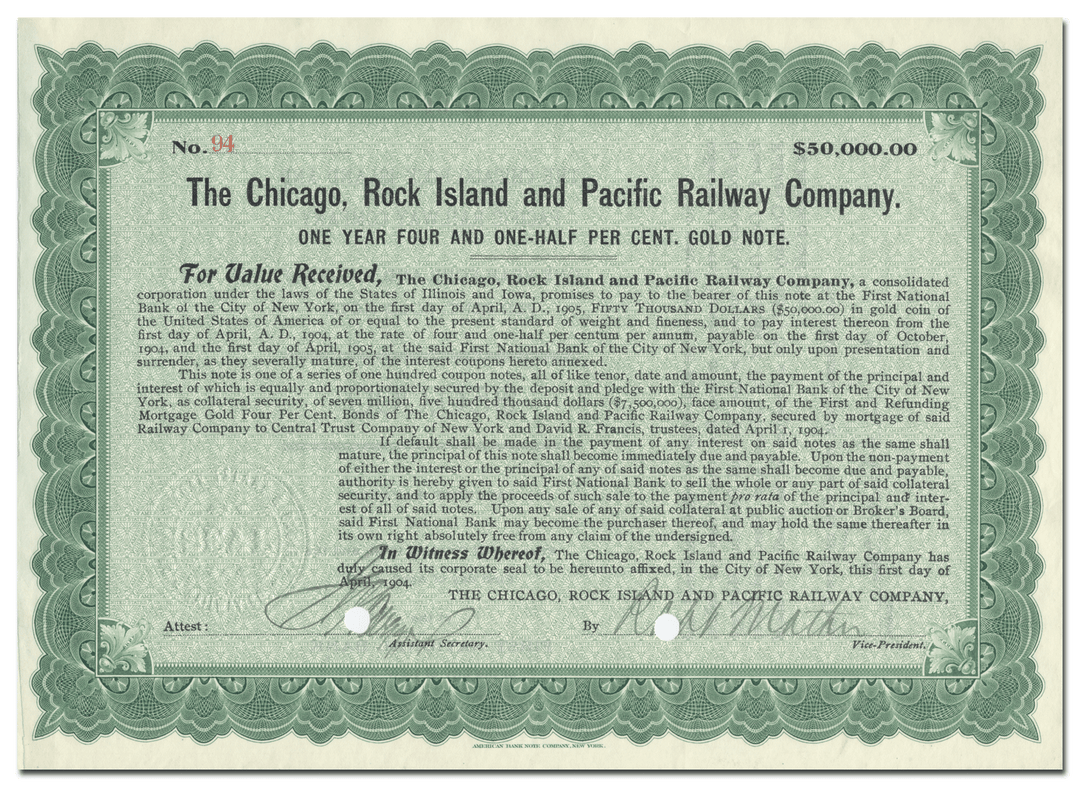 No. 94
$50,000.00
The Chicago, Rock Island and Pacific Railway Company.
ONE YEAR FOUR AND ONE-HALF PER CENT. GOLD NOTE.
For Value Received, The Chicago, Rock Island and Pacific Railway Company, a consolidated
corporation under the laws of the States of Illinois and Iowa, promises to pay to the bearer of this note at the First National
Bank of the City of New York, on the first day of April, A. D., 1905, FIFTY THOUSAND DOLLARS ($50,000.00) in gold coin of
the United States of America of or equal to the present standard of weight and fineness, and to pay interest thereon from the
first day of April, A. D., 1904, at the rate of four and one-half per centum per annum, payable on the first day of October,
1904, and the first day of April, 1905, at the said First National Bank of the City of New York, but only upon presentation and
surrender, as they severally mature, of the interest coupons hereto annexed.
This note is one of a series of one hundred coupon notes, all of like tenor, date and amount, the payment of the principal and
interest of which is equally and proportionately secured by the deposit and pledge with the First National Bank of the City of New
York, as collateral security, of seven million, five hundred thousand dollars ($7,500,000), face amount, of the First and Refunding
Mortgage Gold Four Per Cent. Bonds of The Chicago, Rock Island and Pacific Railway Company, secured by mortgage of said
Railway Company to Central Trust Company of New York and David R. Francis, trustees, dated April 1, 1904.
If default shall be made in the payment of any interest on said notes as the same shall
mature, the principal of this note shall become immediately due and payable. Upon the non-payment
of either the interest or the principal of any of said notes as the same shall become due and payable,
authority is hereby given to said First National Bank to sell the whole or any part of said collateral
security, and to apply the proceeds of such sale to the payment pro rata of the principal and inter-
est of all of said notes. Upon any sale of any of said collateral at public auction or Broker's Board,
said First National Bank may become the purchaser thereof, and may hold the same thereafter in
its own right absolutely free from any claim of the undersigned.
In Witness Whereof, The Chicago, Rock Island and Pacific Railway Company has
duly caused its corporate seal to be hereunto affixed, in the City of New York, this first day of
April, 1904.
THE CHICAGO, ROCK ISLAND AND PACIFIC RAILWAY COMPANY,
Attest:
By Mather
Assistant Secretary.
Vice-President.
AMERICAN BANK NOTE COMPANY, NEW YORK.